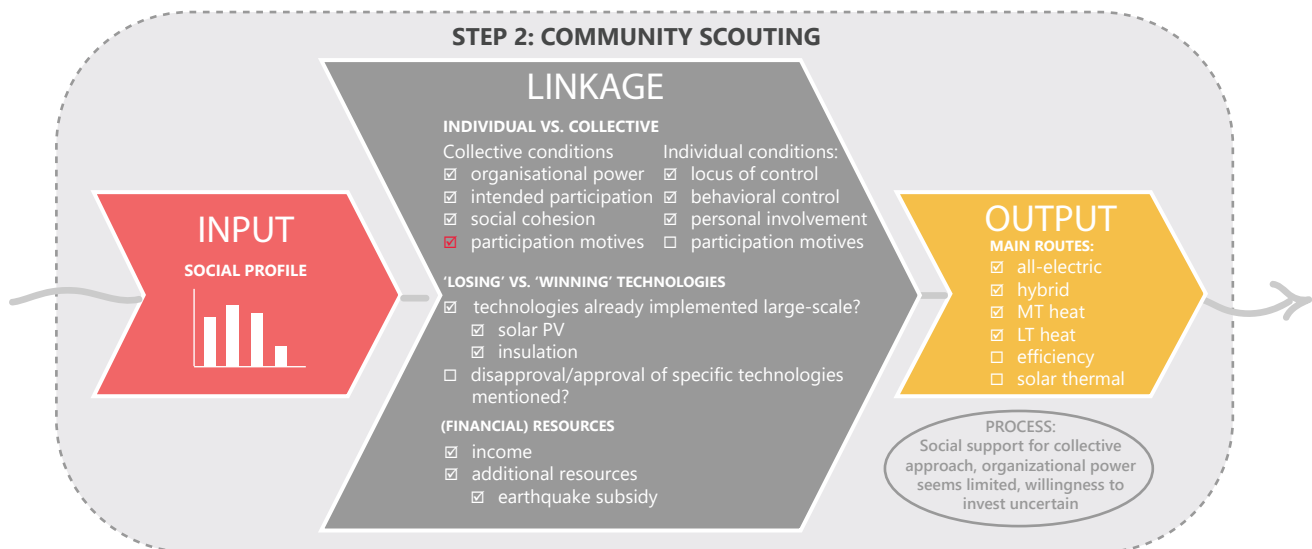 STEP 2: COMMUNITY SCOUTING
INPUT
SOCIAL PROFILE
LINKAGE
INDIVIDUAL VS. COLLECTIVE
Collective conditions
☑ organisational power
☑ intended participation
☑ social cohesion
☑ participation motives
Individual conditions:
☑ locus of control
☑ behavioral control
☑ personal involvement
☐ participation motives
‘LOSING’ VS. ‘WINNING’ TECHNOLOGIES
☑ technologies already implemented large-scale?
☑ solar PV
☑ insulation
☐ disapproval/approval of specific technologies
mentioned?
(FINANCIAL) RESOURCES
☑ income
☑ additional resources
☑ earthquake subsidy
OUTPUT
MAIN ROUTES:
☑ all-electric
☑ hybrid
☑ MT heat
☑ LT heat
☐ efficiency
☐ solar thermal
PROCESS:
Social support for collective
approach, organizational power
seems limited, willingness to
invest uncertain